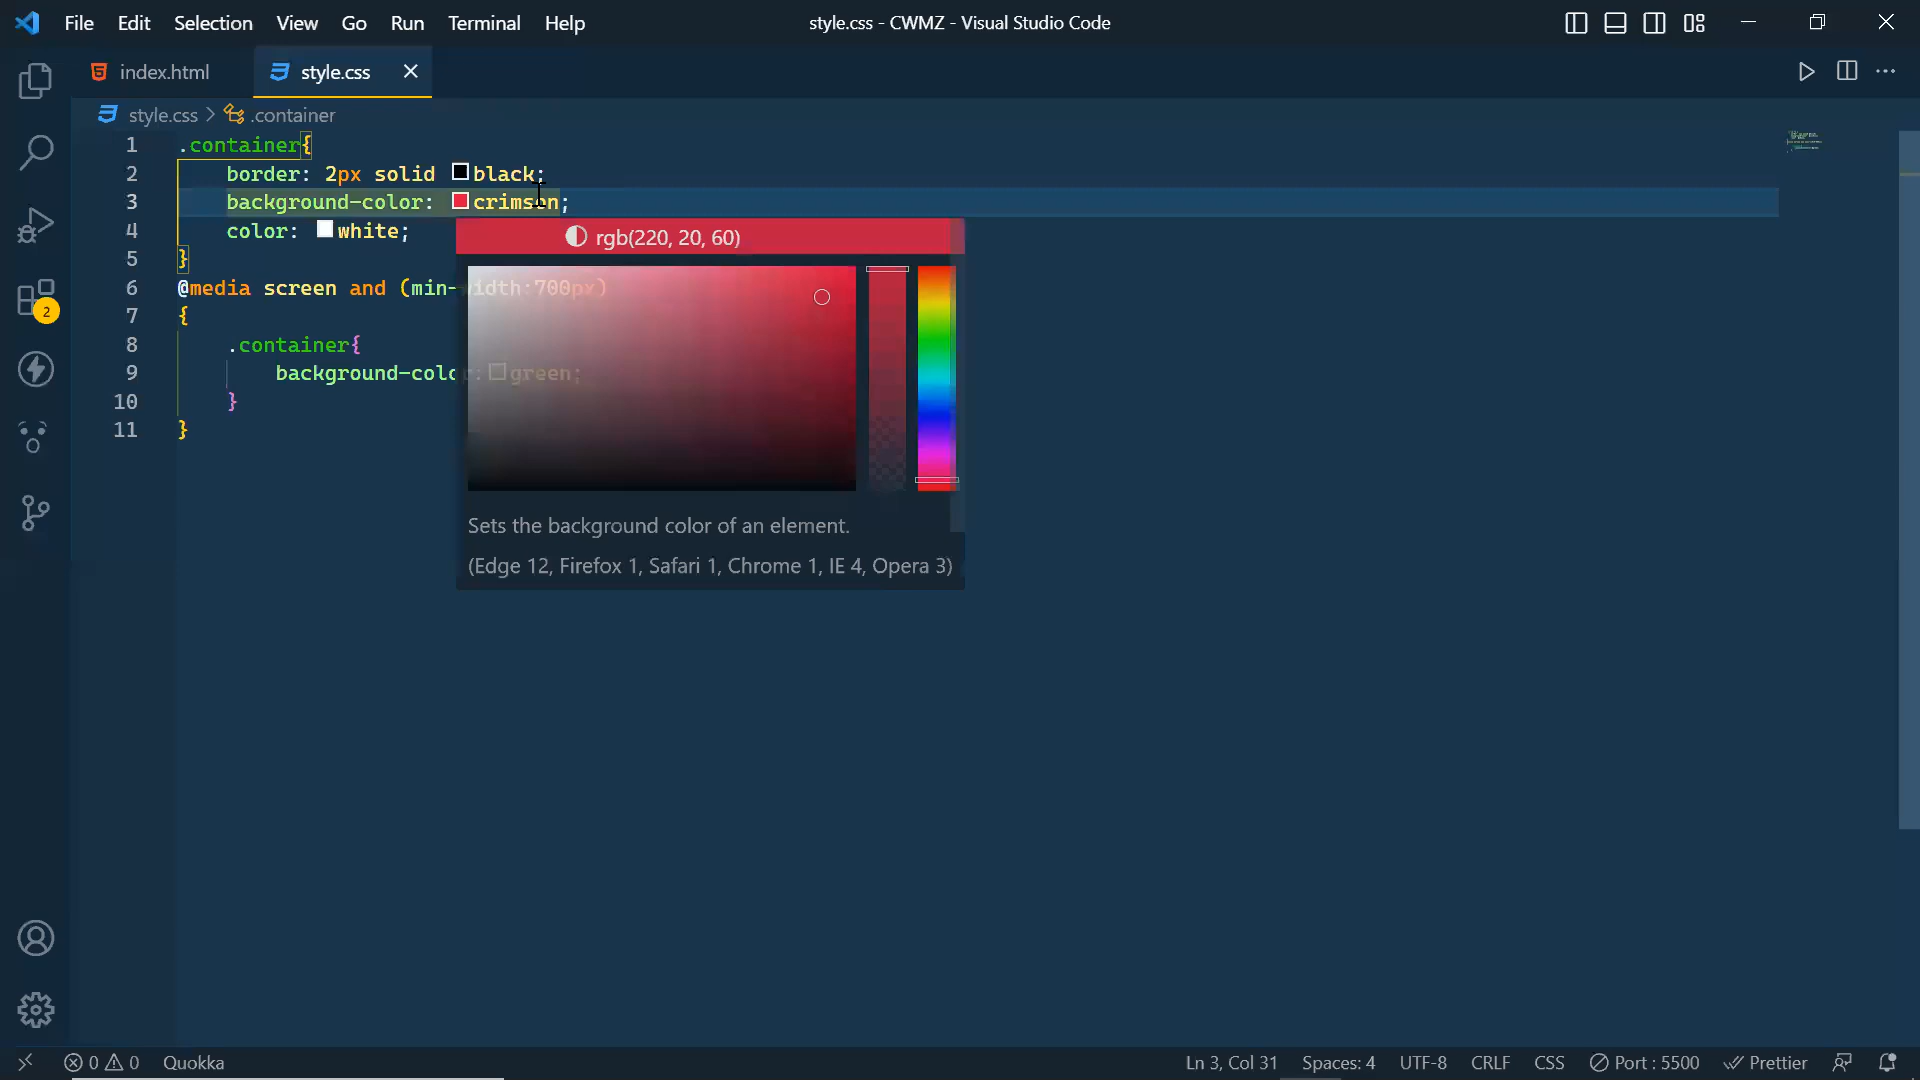 File Edit Selection View Go Run Terminal Help
style.css - CWMZ - Visual Studio Code
index.html
style.css
style.css > .container
1 .container{
2 border: 2px solid black;
3 background-color: crimson;
4 color: white;
5 }
6 @media screen and (min-width:700px)
7 {
8 .container{
9 background-color: green;
10 }
11 }
rgb(220, 20, 60)
Sets the background color of an element.
(Edge 12, Firefox 1, Safari 1, Chrome 1, IE 4, Opera 3)
2
0 0 Quokka
Ln 3, Col 31 Spaces: 4 UTF-8 CRLF CSS Port : 5500 Prettier